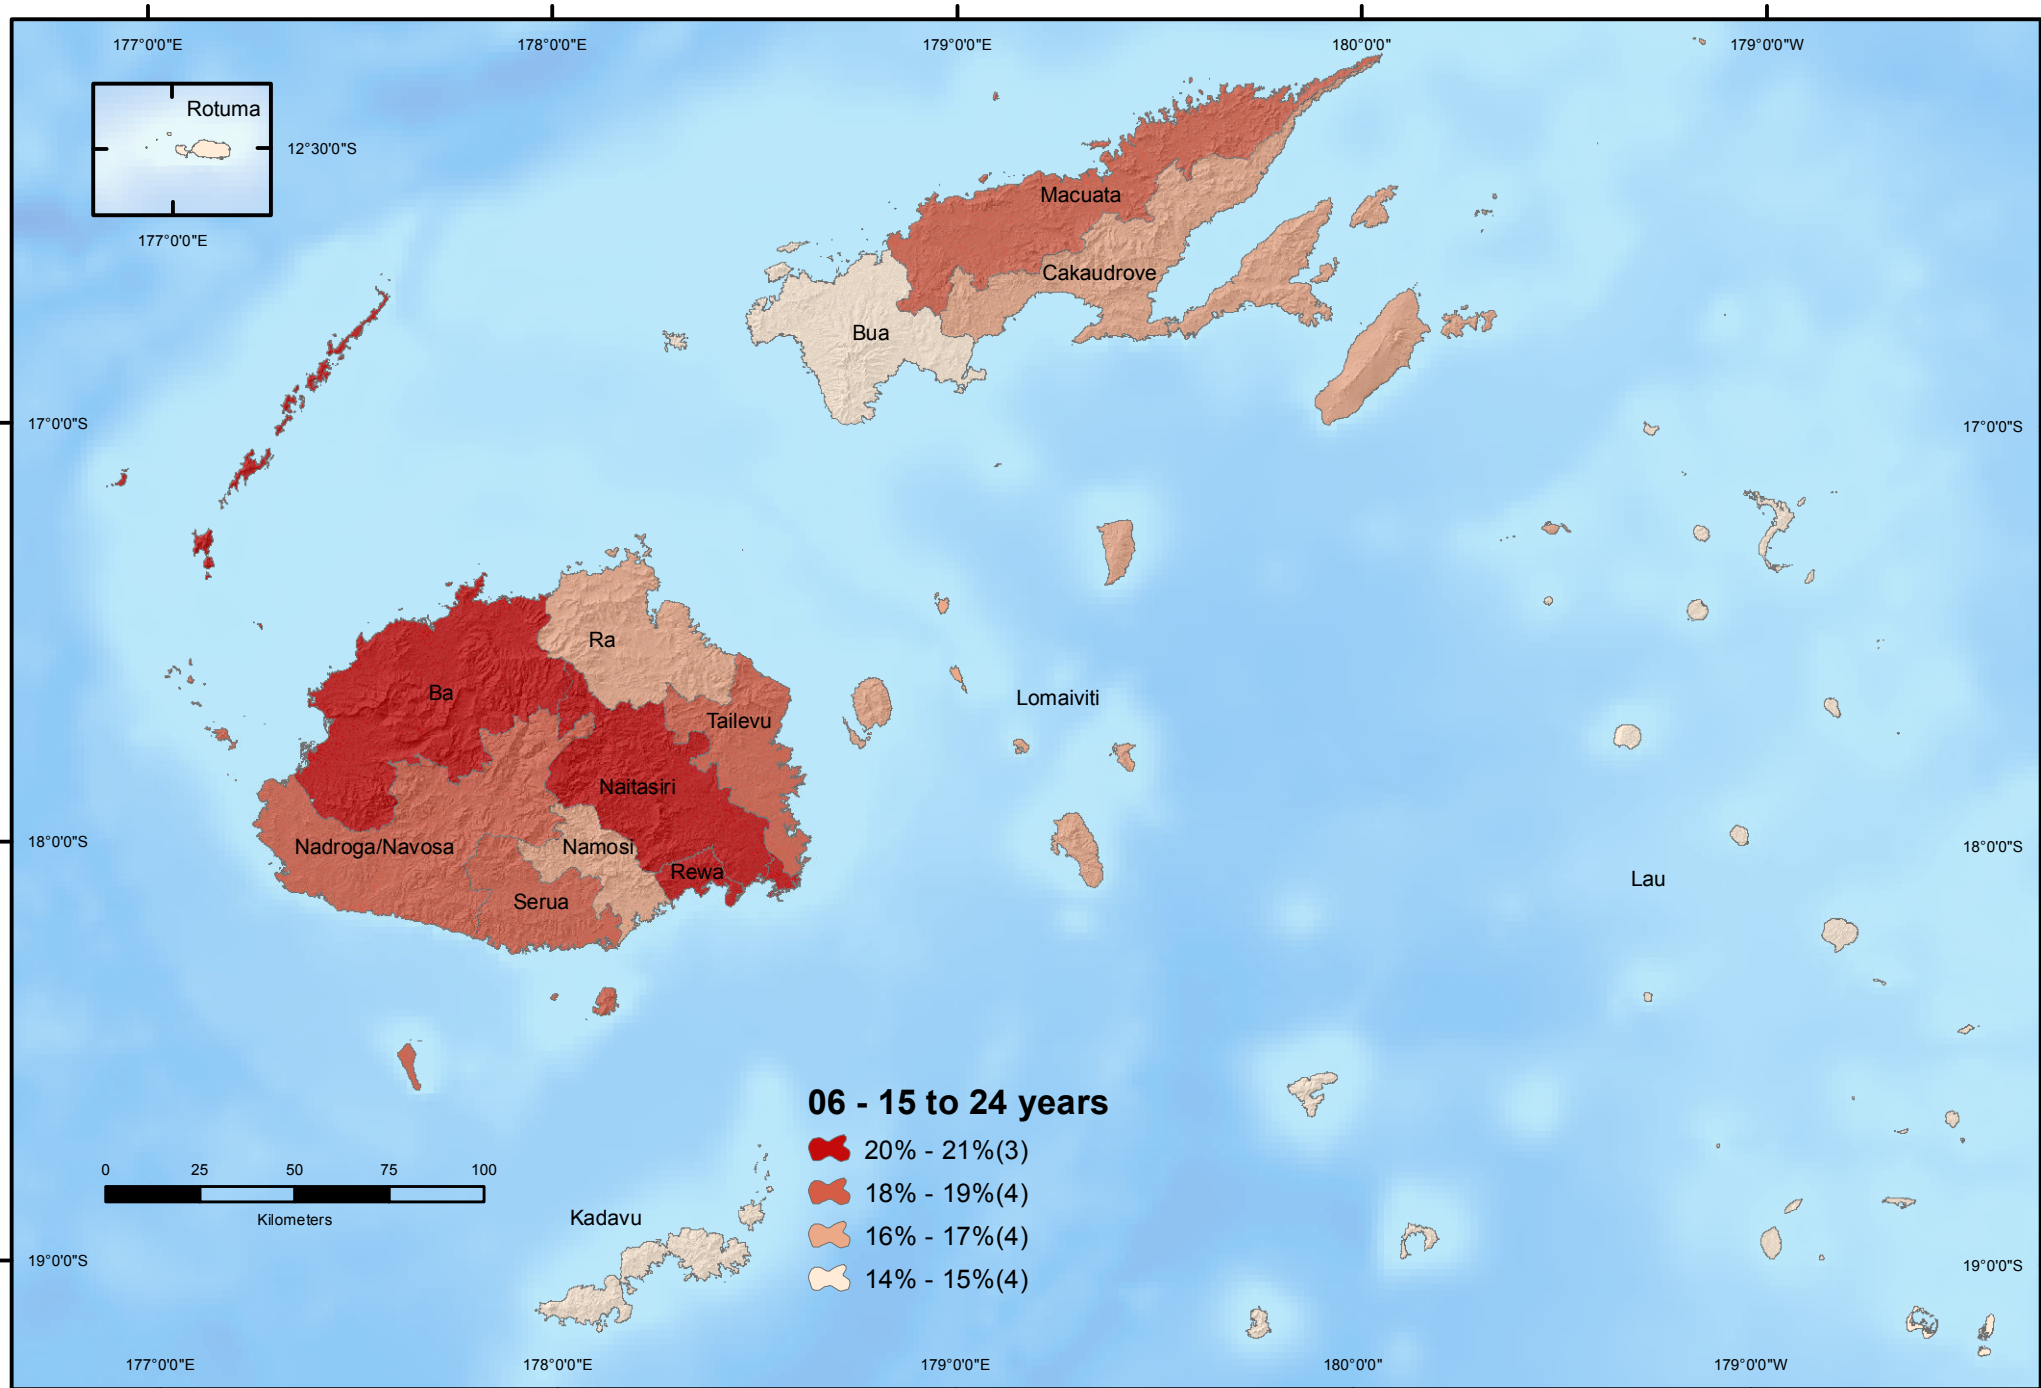 177°0'0"E
178°0'0"E
179°0'0"E
180°0'0"
179°0'0"W
Rotuma
12°30'0"S
177°0'0"E
Macuata
Cakaudrove
Bua
17°0'0"S
17°0'0"S
Ra
Ba
Lomaiviti
Tailevu
Naitasiri
Nadroga/Navosa
Namosi
18°0'0"S
18°0'0"S
Rewa
Lau
Serua
06 - 15 to 24 years
20% - 21%(3)
18% - 19%(4)
16% - 17%(4)
14% - 15%(4)
0 25 50 75 100
Kilometers
Kadavu
19°0'0"S
19°0'0"S
177°0'0"E
178°0'0"E
179°0'0"E
180°0'0"
179°0'0"W